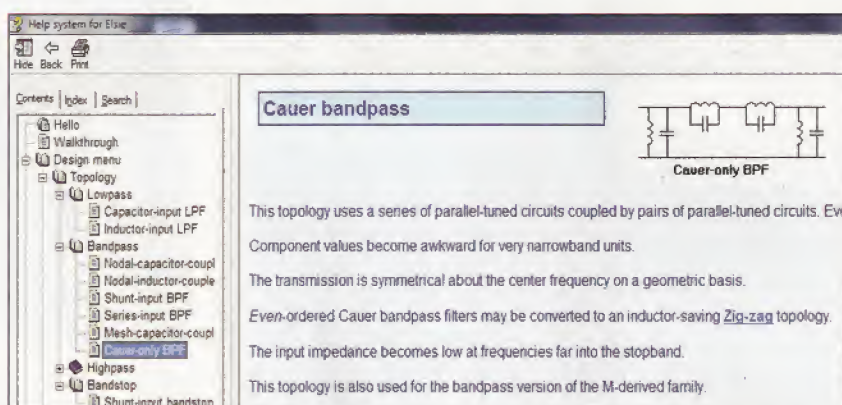 Help system for Elsie
Hide Back Print
Contents | Index | Search |
Hello
Walkthrough
Design menu
Topology
Lowpass
Capacitor-input LPF
Inductor-input LPF
Bandpass
Nodal-capacitor-coupl
Nodal-inductor-couple
Shunt-input BPF
Series-input BPF
Mesh-capacitor-coupl
Cauer-only BPF
Highpass
Bandstop
Shunt-input bandstop
Cauer bandpass
Cauer-only BPF
This topology uses a series of parallel-tuned circuits coupled by pairs of parallel-tuned circuits. Eve
Component values become awkward for very narrowband units.
The transmission is symmetrical about the center frequency on a geometric basis.
Even-ordered Cauer bandpass filters may be converted to an inductor-saving Zig-zag topology.
The input impedance becomes low at frequencies far into the stopband.
This topology is also used for the bandpass version of the M-derived family.